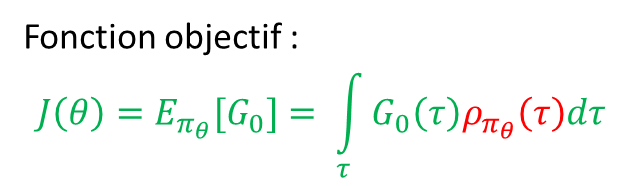 Fonction objectif :
J(θ) = E_{π_θ}[G_0] = ∫_τ G_0(τ)ρ_{π_θ}(τ)dτ